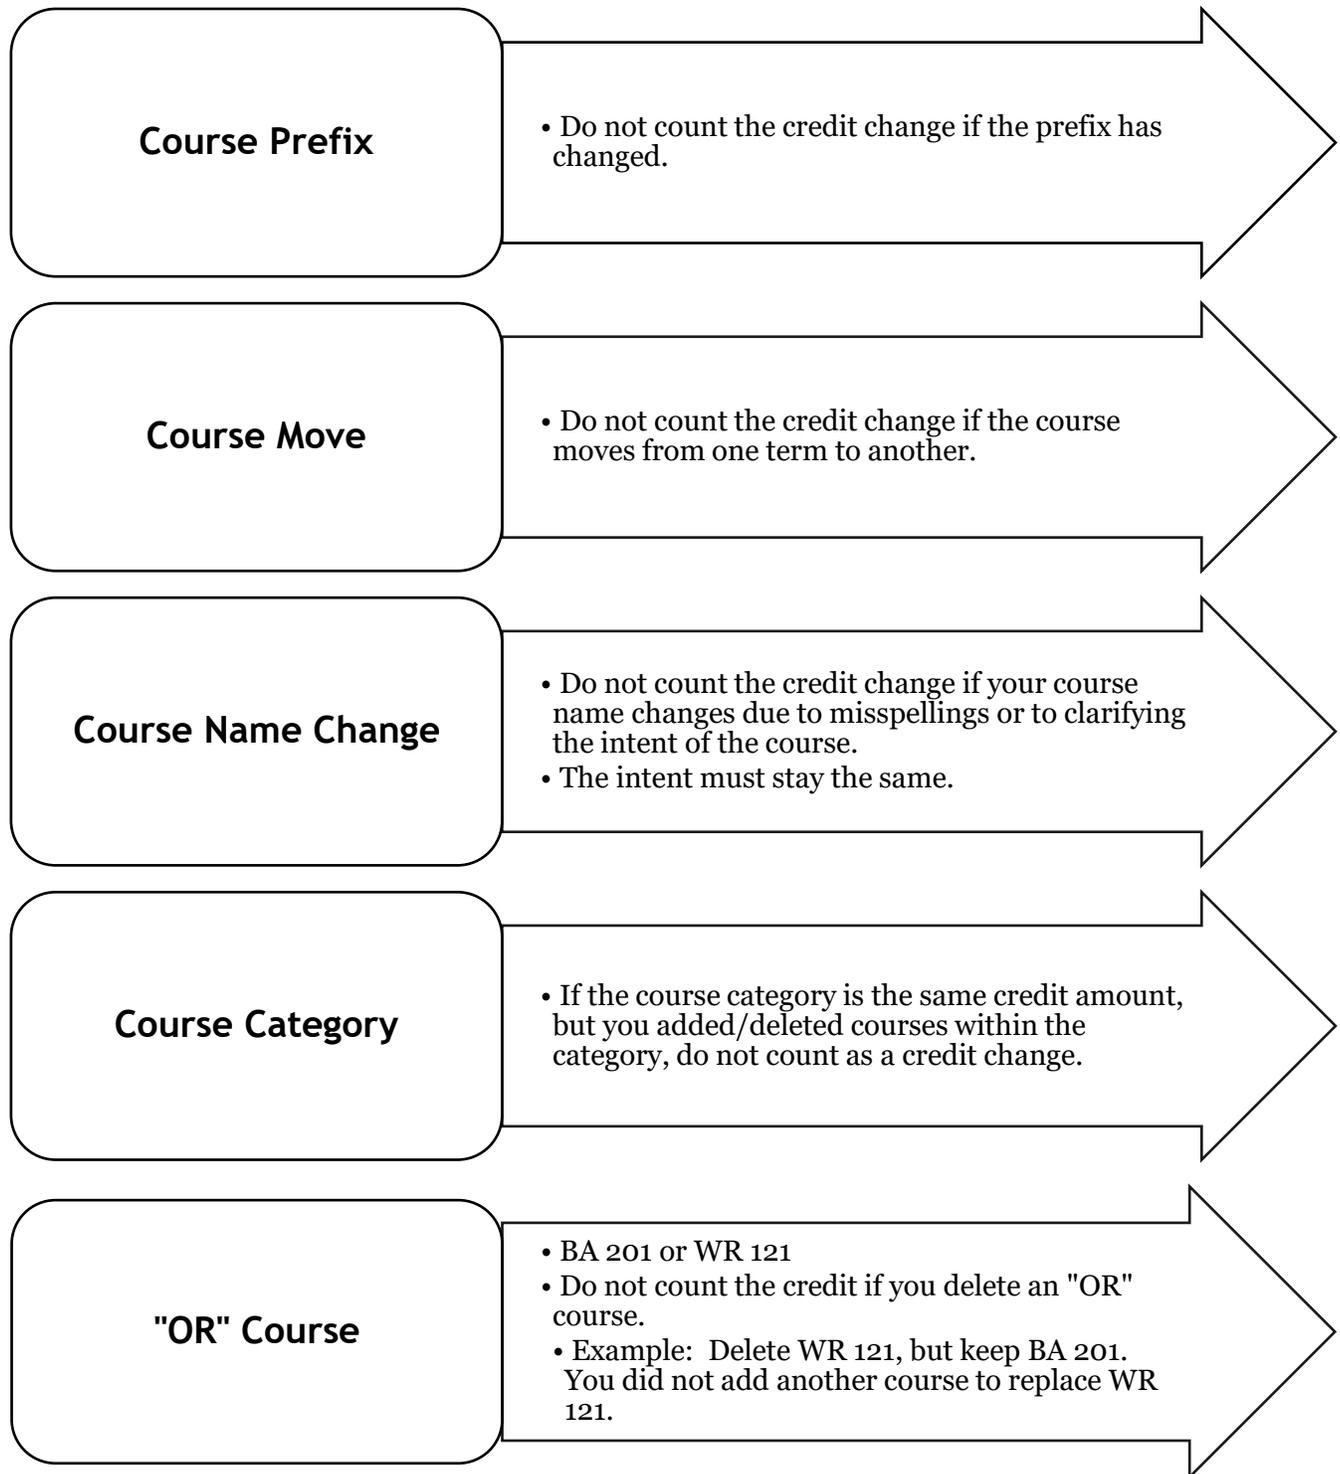 Course Prefix
• Do not count the credit change if the prefix has
changed.
Course Move
• Do not count the credit change if the course
moves from one term to another.
Course Name Change
• Do not count the credit change if your course
name changes due to misspellings or to clarifying
the intent of the course.
• The intent must stay the same.
Course Category
• If the course category is the same credit amount,
but you added/deleted courses within the
category, do not count as a credit change.
"OR" Course
• BA 201 or WR 121
• Do not count the credit if you delete an "OR"
course.
• Example:  Delete WR 121, but keep BA 201.
You did not add another course to replace WR
121.